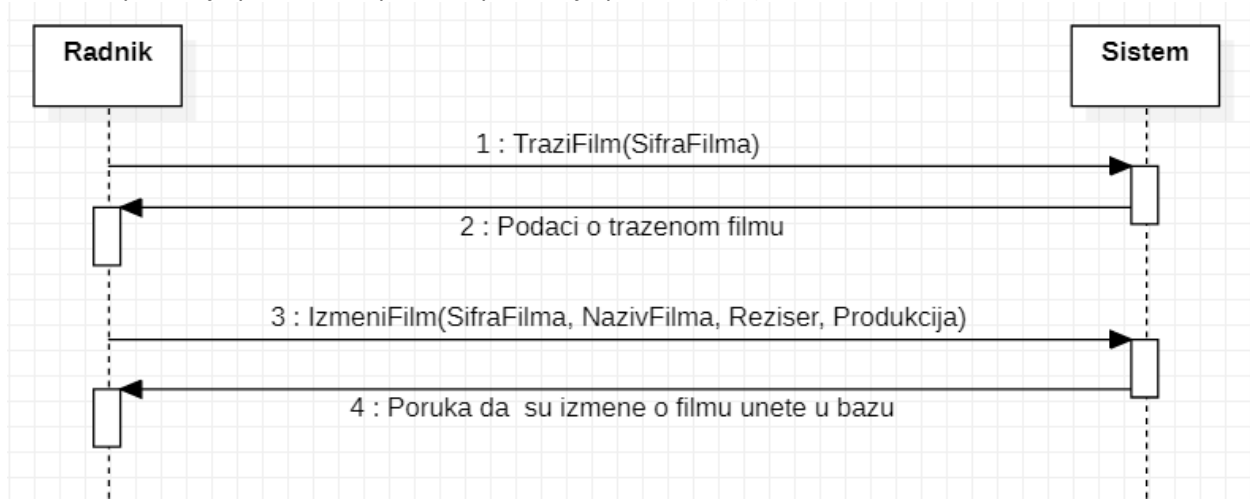 Radnik
Sistem
1 : TraziFilm(SifraFilma)
2 : Podaci o trazenom filmu
3 : IzmeniFilm(SifraFilma, NazivFilma, Reziser, Produkcija)
4 : Poruka da  su izmene o filmu unete u bazu